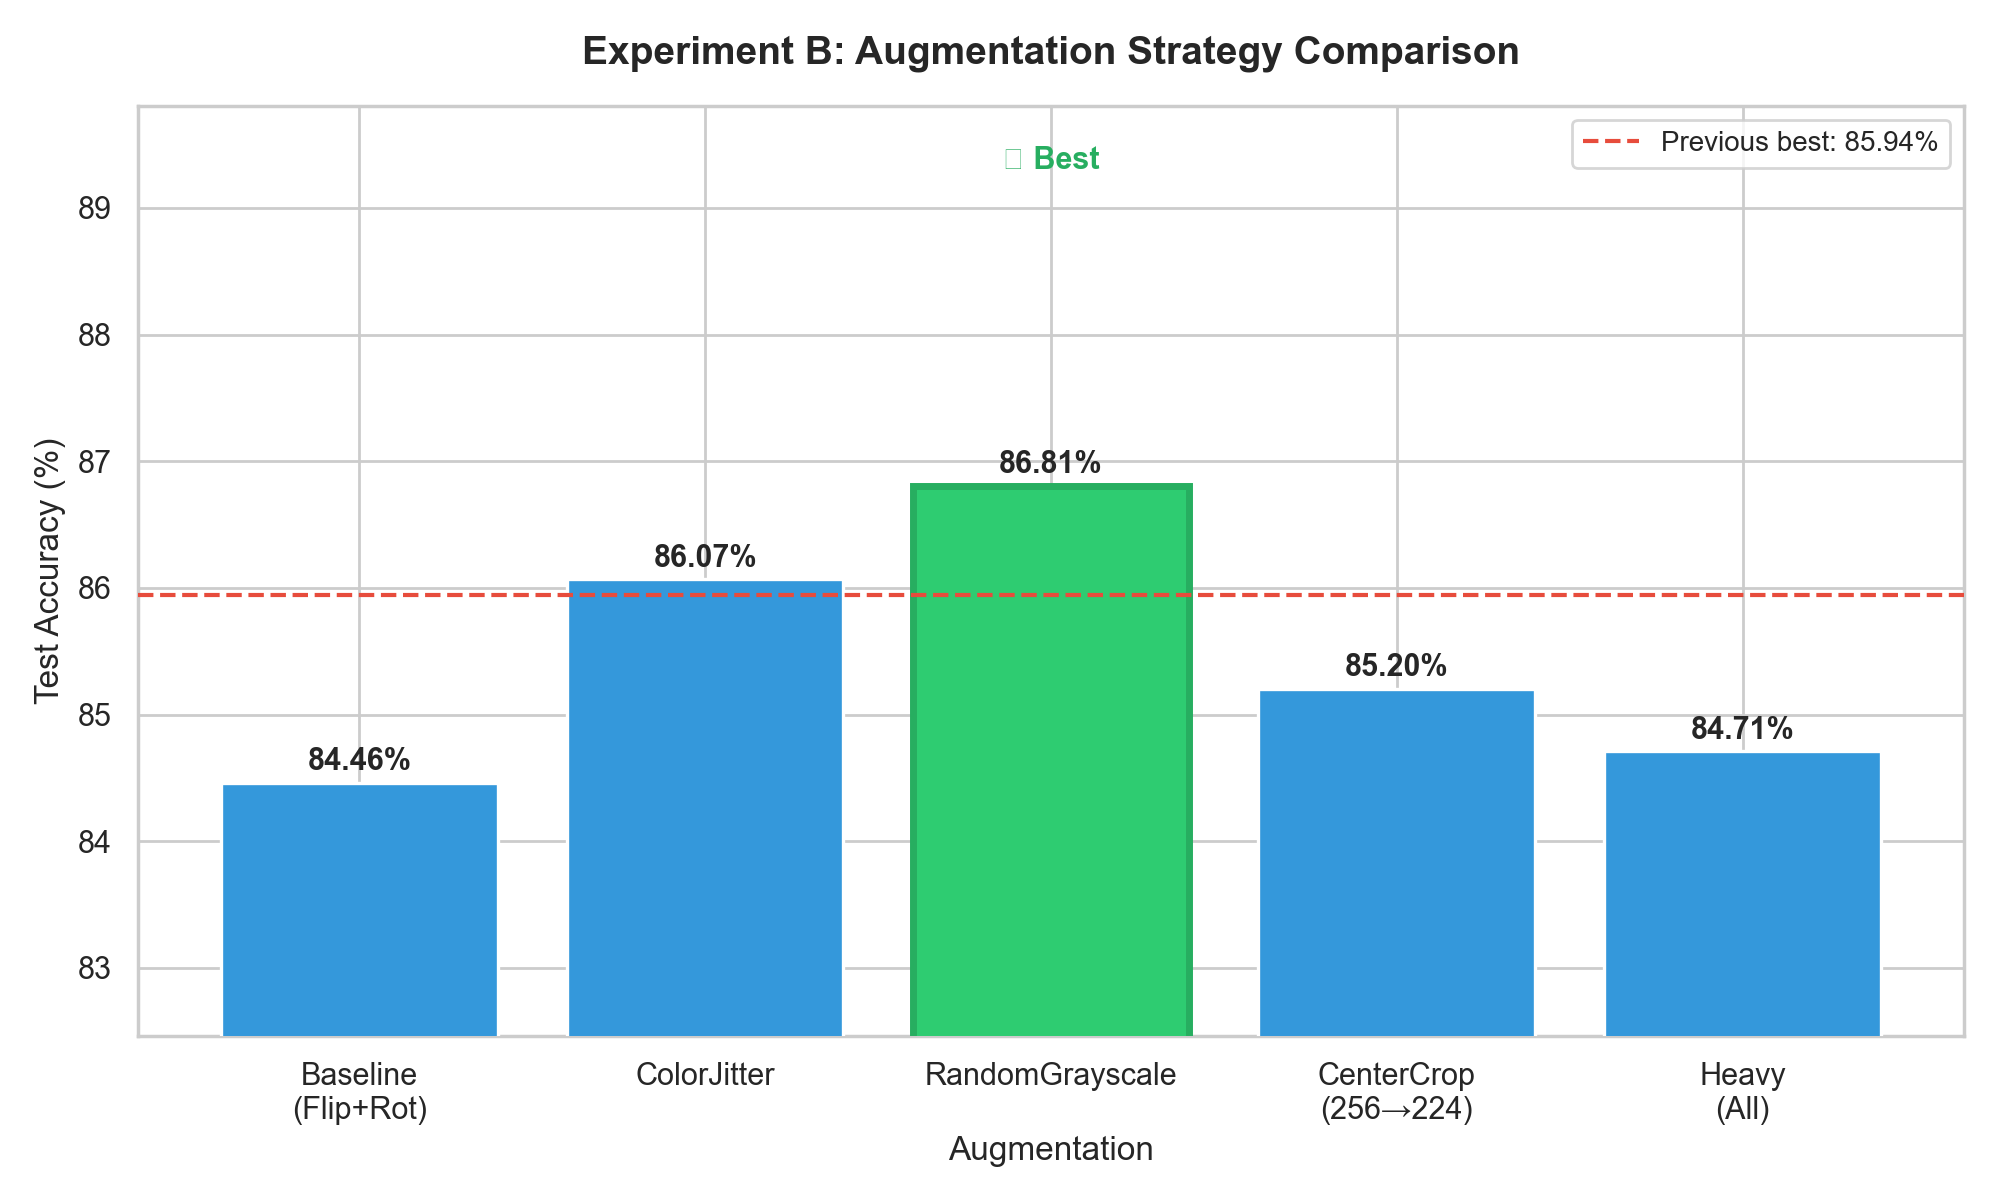 Experiment B: Augmentation Strategy Comparison
Best
Previous best: 85.94%
89
88
87
86
85
84
83
Test Accuracy (%)
84.46%
86.07%
86.81%
85.20%
84.71%
Baseline
(Flip+Rot)
ColorJitter
RandomGrayscale
CenterCrop
(256→224)
Heavy
(All)
Augmentation